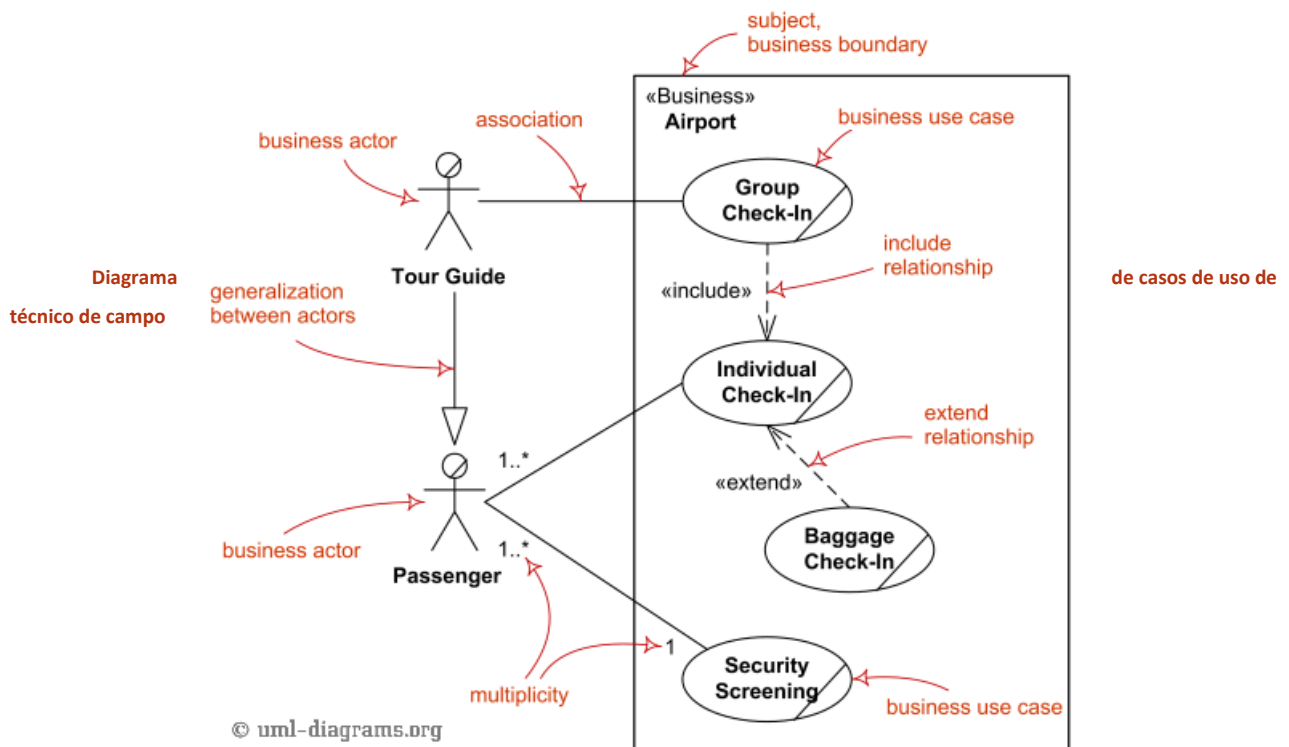 subject,
business boundary
«Business»
Airport
business use case
association
business actor
Group
Check-In
include
relationship
Tour Guide
Diagrama
de casos de uso de
técnico de campo
generalization
between actors
«include»
Individual
Check-In
extend
relationship
1..*
«extend»
Baggage
Check-In
business actor
1..*
Passenger
1
Security
Screening
multiplicity
business use case
© uml-diagrams.org